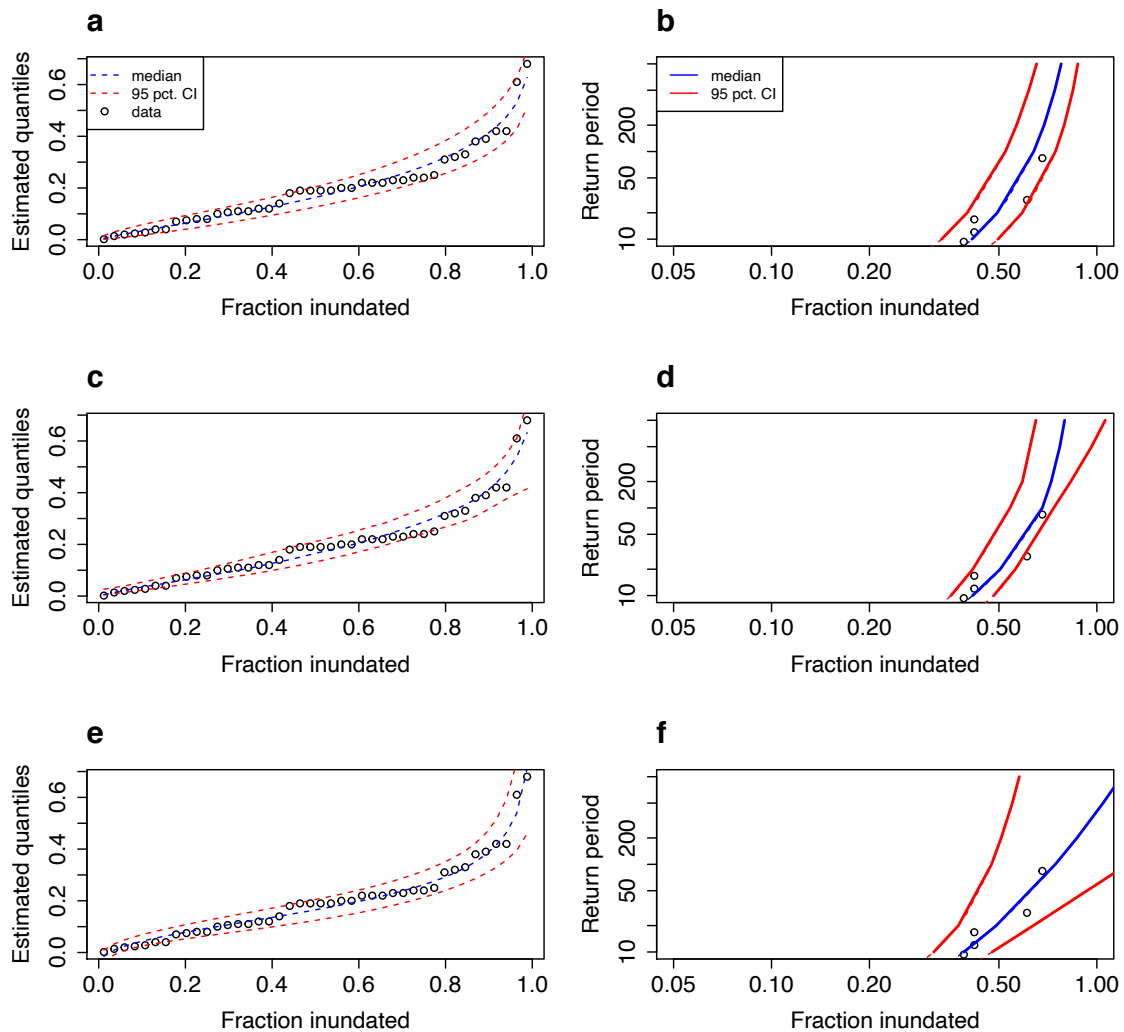 a
Estimated quantiles
0.0 0.2 0.4 0.6
median
95 pct. CI
data
0.0 0.2 0.4 0.6 0.8 1.0
Fraction inundated
b
Return period
10 50 200
median
95 pct. CI
0.05 0.10 0.20 0.50 1.00
Fraction inundated
c
Estimated quantiles
0.0 0.2 0.4 0.6
0.0 0.2 0.4 0.6 0.8 1.0
Fraction inundated
d
Return period
10 50 200
0.05 0.10 0.20 0.50 1.00
Fraction inundated
e
Estimated quantiles
0.0 0.2 0.4 0.6
0.0 0.2 0.4 0.6 0.8 1.0
Fraction inundated
f
Return period
10 50 200
0.05 0.10 0.20 0.50 1.00
Fraction inundated